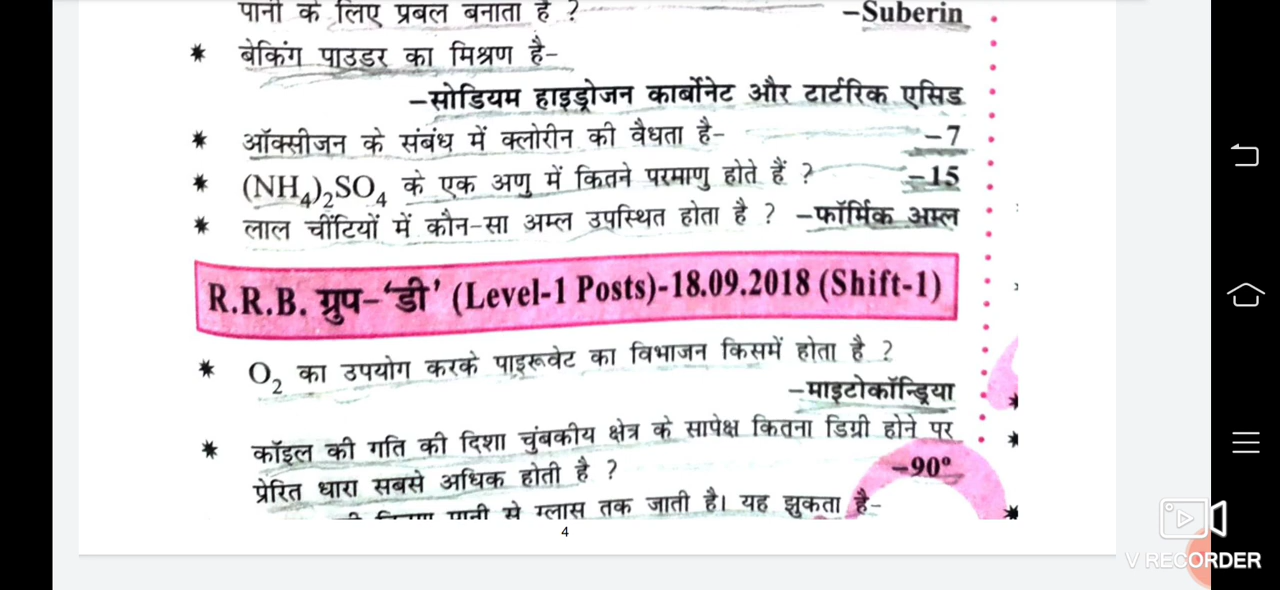 पानी के लिए प्रबल बनाता है ? –Suberin
* बेकिंग पाउडर का मिश्रण है–
–सोडियम हाइड्रोजन कार्बोनेट और टार्टरिक एसिड
* ऑक्सीजन के संबंध में क्लोरीन की वैधता है– –7
* (NH₄)₂SO₄ के एक अणु में कितने परमाणु होते हैं ? –15
* लाल चींटियों में कौन-सा अम्ल उपस्थित होता है ? –फॉर्मिक अम्ल
R.R.B. ग्रुप–‘डी’ (Level-1 Posts)-18.09.2018 (Shift-1)
* O₂ का उपयोग करके पाइरूवेट का विभाजन किसमें होता है ?
–माइटोकॉन्ड्रिया
* कॉइल की गति की दिशा चुंबकीय क्षेत्र के सापेक्ष कितना डिग्री होने पर
प्रेरित धारा सबसे अधिक होती है ? –90°
पानी से ग्लास तक जाती है। यह झुकता है–
4
V RECORDER